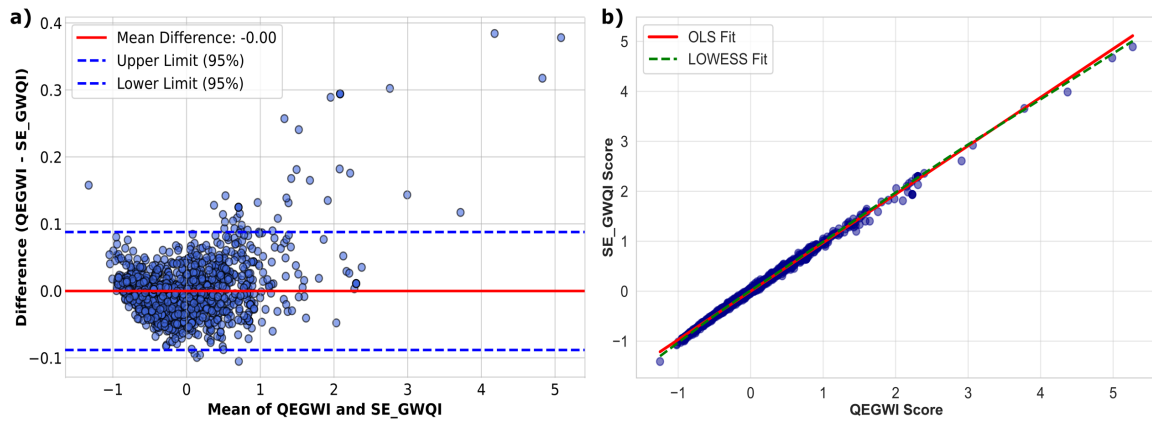 a)
0.4
0.3
0.2
0.1
0.0
−0.1
Difference (QEGWI - SE_GWQI)
Mean Difference: -0.00
Upper Limit (95%)
Lower Limit (95%)
−1 0 1 2 3 4 5
Mean of QEGWI and SE_GWQI
b)
5
4
3
2
1
0
−1
SE_GWQI Score
OLS Fit
LOWESS Fit
−1 0 1 2 3 4 5
QEGWI Score